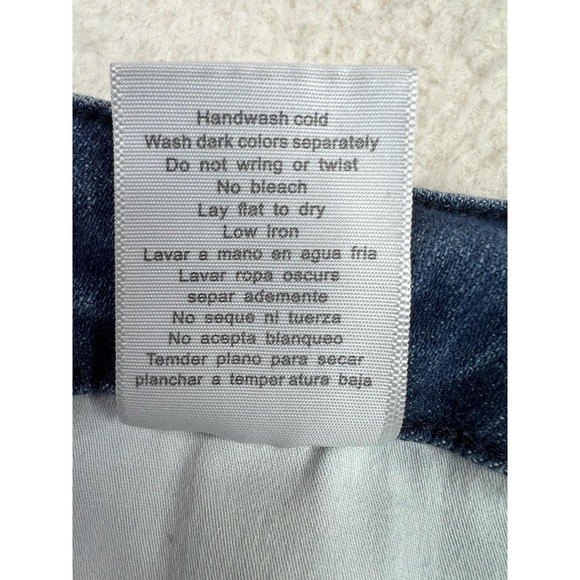 Handwash cold
Wash dark colors separately
Do not wring or twist
No bleach
Lay flat to dry
Low iron
Lavar a mano en agua fria
Lavar ropa oscurs
separ ademente
No seque ni tuerza
No acepta blanqueo
Temder plano para secar
planchar a temper atura baja